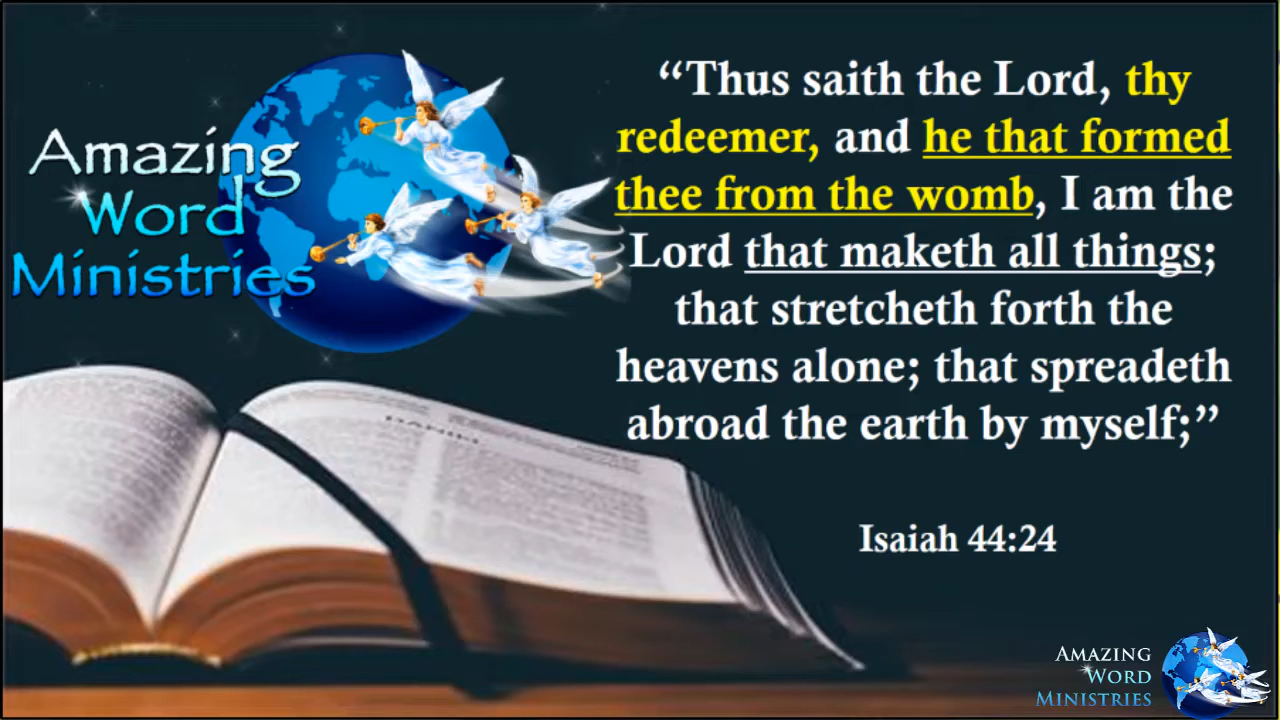 Amazing
Word
Ministries
“Thus saith the Lord, thy
redeemer, and he that formed
thee from the womb, I am the
Lord that maketh all things;
that stretcheth forth the
heavens alone; that spreadeth
abroad the earth by myself;”
Isaiah 44:24
DANIEL
AMAZING
WORD
MINISTRIES